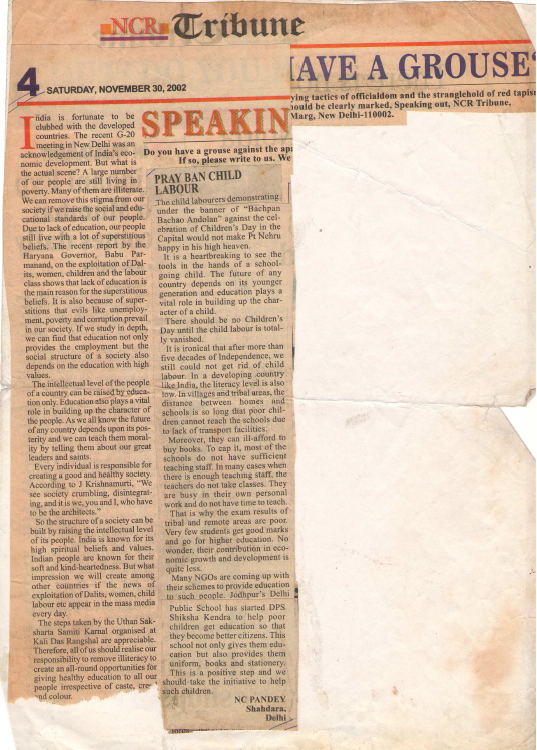 NCR Tribune
4 SATURDAY, NOVEMBER 30, 2002
HAVE A GROUSE
ying tactics of officialdom and the stranglehold of red tapis
ould be clearly marked, Speaking out, NCR Tribune,
Marg, New Delhi-110002.
SPEAKIN
Do you have a grouse against the
If so, please write to us. We
India is fortunate to be
clubbed with the developed
countries. The recent G-20
meeting in New Delhi was an
acknowledgement of India's eco-
nomic development. But what is
the actual scene? A large number
of our people are still living in
poverty. Many of them are illiterate.
We can remove this stigma from our
society if we raise the social and edu-
cational standards of our people.
Due to lack of education, our people
still live with a lot of superstitious
beliefs. The recent report by the
Haryana Governor, Babu Par-
manand, on the exploitation of Dal-
its, women, children and the labour
class shows that lack of education is
the main reason for the superstitious
beliefs. It is also because of super-
stitions that evils like unemploy-
ment, poverty and corruption prevail
in our society. If we study in depth,
we can find that education not only
provides the employment but the
social structure of a society also
depends on the education with high
values.
The intellectual level of the people
of a country can be raised by educa-
tion only. Education also plays a vital
role in building up the character of
the people. As we all know the future
of any country depends upon its pos-
terity and we can teach them moral-
ity by telling them about our great
leaders and saints.
Every individual is responsible for
creating a good and healthy society.
According to J Krishnamurti, "We
see society crumbling, disintegrat-
ing, and it is we, you and I, who have
to be the architects."
So the structure of a society can be
built by raising the intellectual level
of its people. India is known for its
high spiritual beliefs and values.
Indian people are known for their
soft and kind-heartedness. But what
impression we will create among
other countries if the news of
exploitation of Dalits, women, child
labour etc appear in the mass media
every day.
The steps taken by the Uthan Sak-
sharta Samiti Karnal organised at
Kali Das Rangshal are appreciable.
Therefore, all of us should realise our
responsibility to remove illiteracy to
create an all-round opportunities for
giving healthy education to all our
people irrespective of caste,
and colour.
PRAY BAN CHILD
LABOUR
The child labourers demonstrating
under the banner of "Bachpan
Bachao Andolan" against the cel-
ebration of Children's Day in the
Capital would not make Pt Nehru
happy in his high heaven.
It is a heartbreaking to see the
tools in the hands of a school-
going child. The future of any
country depends on its younger
generation and education plays a
vital role in building up the char-
acter of a child.
There should be no Children's
Day until the child labour is total-
ly vanished.
It is ironical that after more than
five decades of Independence, we
still could not get rid of child
labour. In a developing country
like India, the literacy level is also
low. In villages and tribal areas, the
distance between homes and
schools is so long that poor chil-
dren cannot reach the schools due
to lack of transport facilities.
Moreover, they can ill-afford to
buy books. To cap it, most of the
schools do not have sufficient
teaching staff. In many cases when
there is enough teaching staff, the
teachers do not take classes. They
are busy in their own personal
work and do not have time to teach.
That is why the exam results of
tribal and remote areas are poor.
Very few students get good marks
and go for higher education. No
wonder, their contribution in eco-
nomic growth and development is
quite less.
Many NGOs are coming up with
their schemes to provide education
to such people. Jodhpur's Delhi
Public School has started DPS
Shiksha Kendra to help poor
children get education so that
they become better citizens. This
school not only gives them edu-
cation but also provides them
uniform, books and stationery.
This is a positive step and we
should take the initiative to help
such children.
NC PANDEY
Shahdara,
Delhi